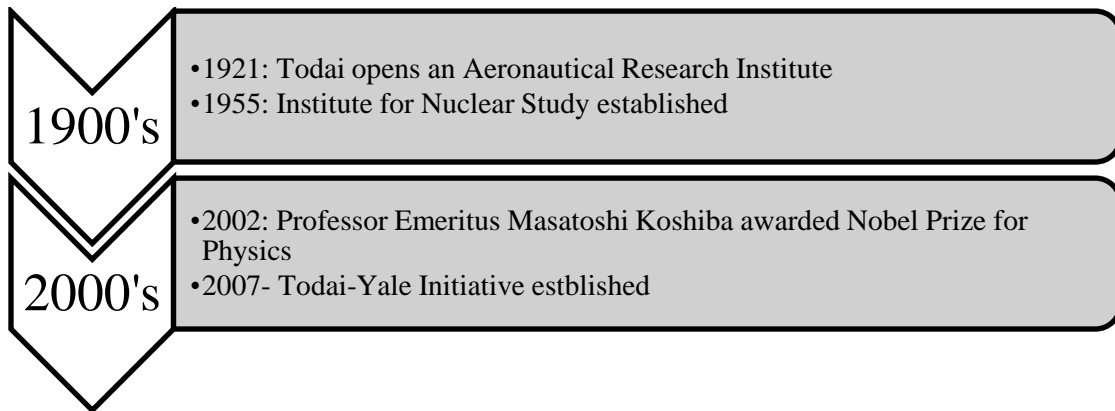 1900's
•1921: Todai opens an Aeronautical Research Institute
•1955: Institute for Nuclear Study established
2000's
•2002: Professor Emeritus Masatoshi Koshiba awarded Nobel Prize for
Physics
•2007- Todai-Yale Initiative estblished